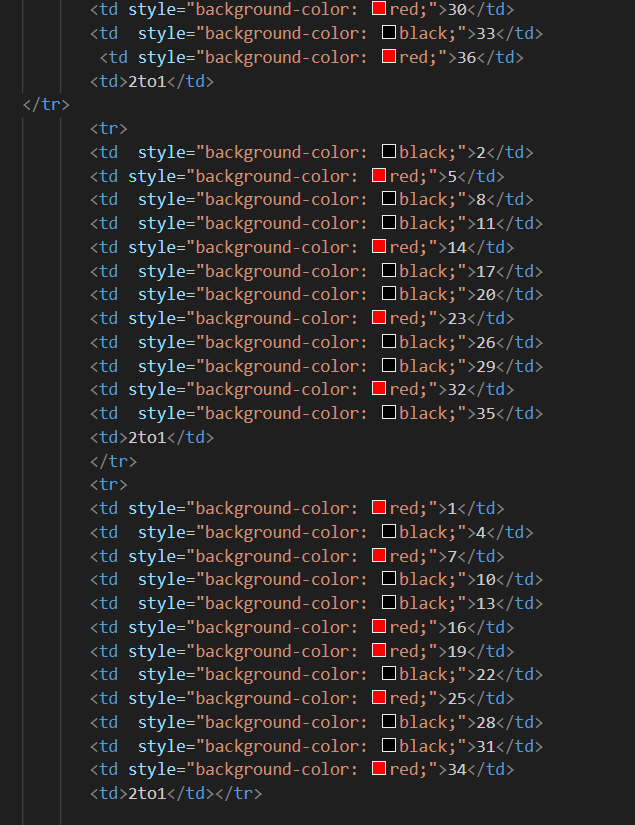 <td style="background-color: red;">30</td>
<td  style="background-color: black;">33</td>
<td style="background-color: red;">36</td>
<td>2to1</td>
</tr>
<tr>
<td  style="background-color: black;">2</td>
<td style="background-color: red;">5</td>
<td  style="background-color: black;">8</td>
<td  style="background-color: black;">11</td>
<td style="background-color: red;">14</td>
<td  style="background-color: black;">17</td>
<td  style="background-color: black;">20</td>
<td style="background-color: red;">23</td>
<td  style="background-color: black;">26</td>
<td  style="background-color: black;">29</td>
<td style="background-color: red;">32</td>
<td  style="background-color: black;">35</td>
<td>2to1</td>
</tr>
<tr>
<td style="background-color: red;">1</td>
<td  style="background-color: black;">4</td>
<td style="background-color: red;">7</td>
<td  style="background-color: black;">10</td>
<td  style="background-color: black;">13</td>
<td style="background-color: red;">16</td>
<td style="background-color: red;">19</td>
<td  style="background-color: black;">22</td>
<td style="background-color: red;">25</td>
<td  style="background-color: black;">28</td>
<td  style="background-color: black;">31</td>
<td style="background-color: red;">34</td>
<td>2to1</td></tr>